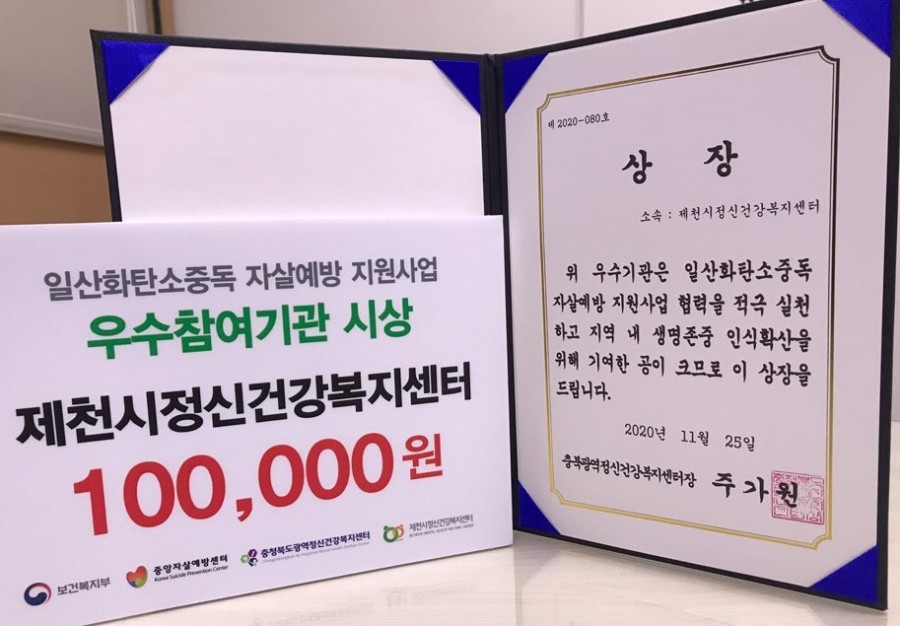 일산화탄소중독 자살예방 지원사업
우수참여기관 시상
제천시정신건강복지센터
100,000원
보건복지부
중앙자살예방센터
Korea Suicide Prevention Center
충청북도광역정신건강복지센터
제천시정신건강복지센터
제 2020-080호
상 장
소속 : 제천시정신건강복지센터
위 우수기관은 일산화탄소중독
자살예방 지원사업 협력을 적극 실천
하고 지역 내 생명존중 인식확산을
위해 기여한 공이 크므로 이 상장을
드립니다.
2020년 11월 25일
충북광역정신건강복지센터장 주가원